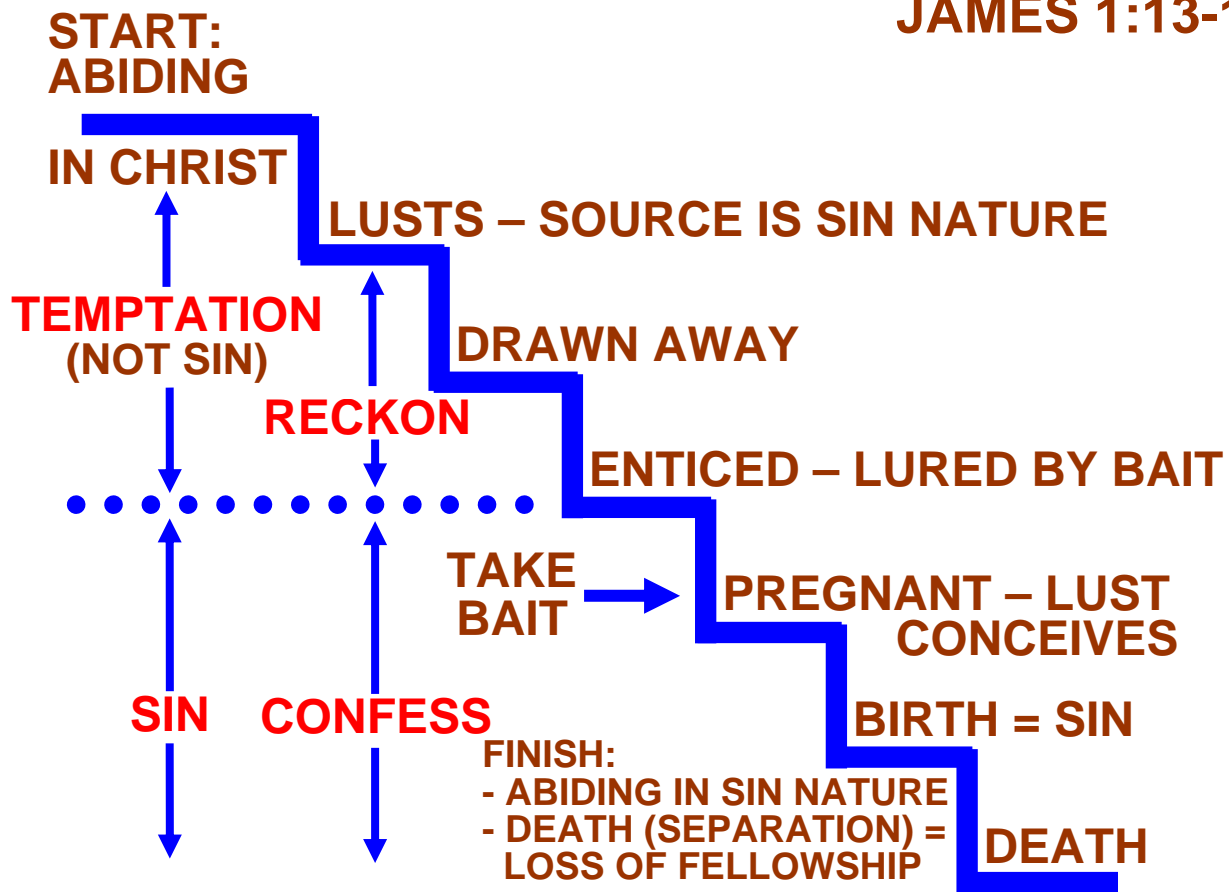 JAMES 1:13-1
START:
ABIDING
IN CHRIST
LUSTS – SOURCE IS SIN NATURE
TEMPTATION
(NOT SIN)
DRAWN AWAY
RECKON
ENTICED – LURED BY BAIT
TAKE
BAIT
PREGNANT – LUST
CONCEIVES
SIN
CONFESS
BIRTH = SIN
FINISH:
- ABIDING IN SIN NATURE
- DEATH (SEPARATION) =
LOSS OF FELLOWSHIP
DEATH